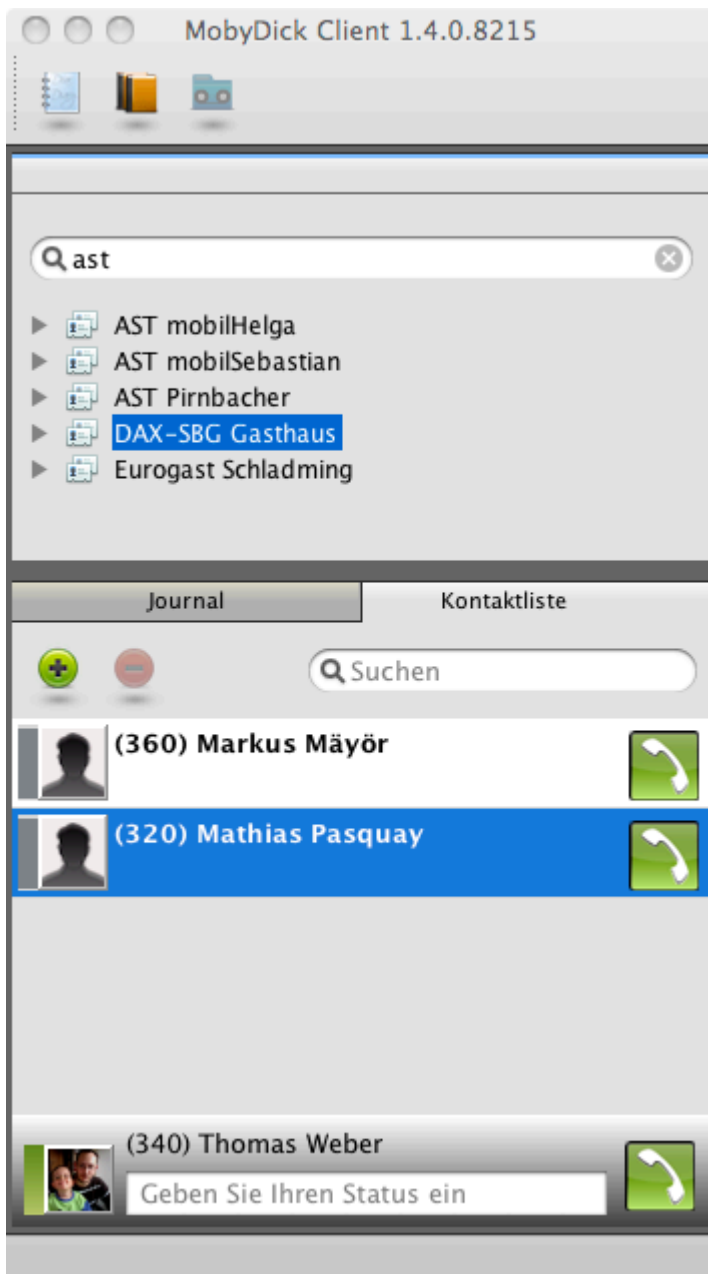 MobyDick Client 1.4.0.8215
ast
AST mobilHelga
AST mobilSebastian
AST Pirnbacher
DAX-SBG Gasthaus
Eurogast Schladming
Journal Kontaktliste
Suchen
(360) Markus Mäyör
(320) Mathias Pasquay
(340) Thomas Weber
Geben Sie Ihren Status ein